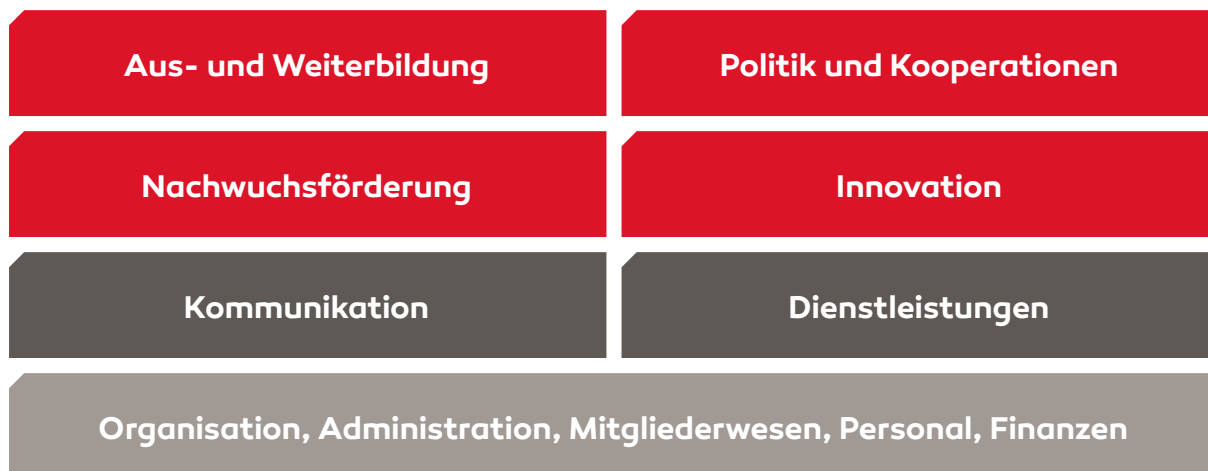 Aus- und Weiterbildung
Politik und Kooperationen
Nachwuchsförderung
Innovation
Kommunikation
Dienstleistungen
Organisation, Administration, Mitgliederwesen, Personal, Finanzen